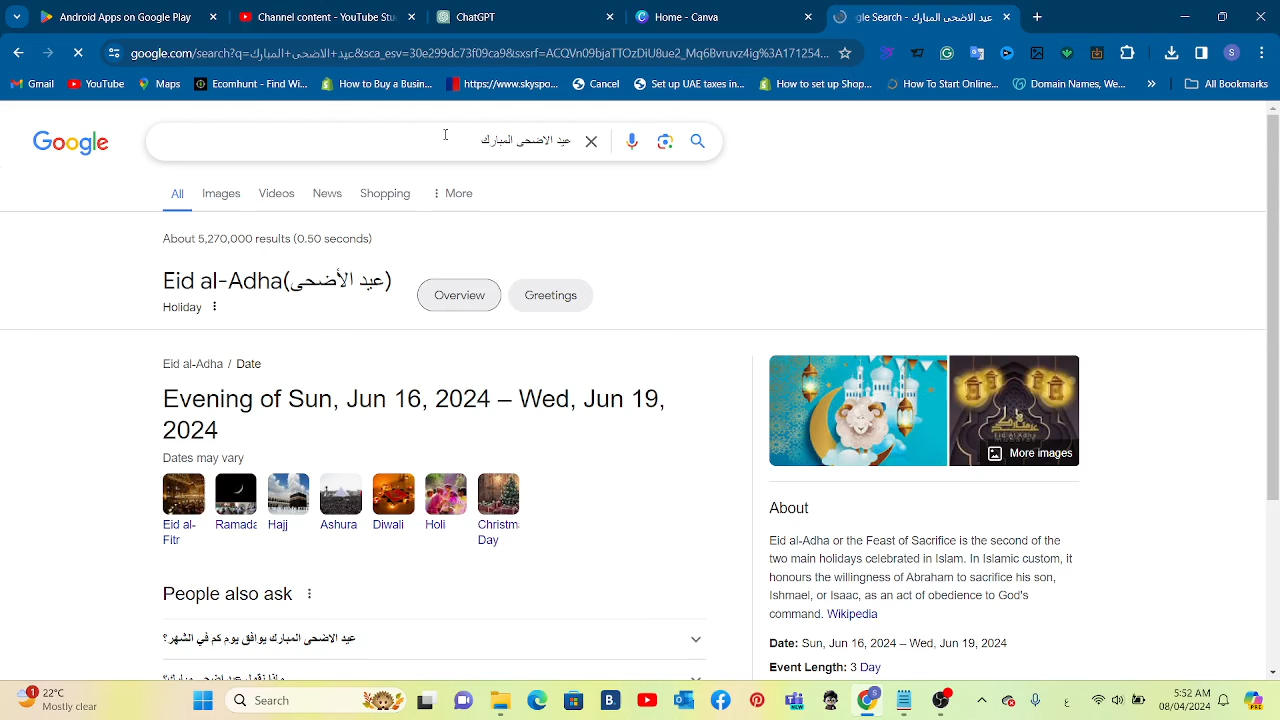 Android Apps on Google Play
Channel content - YouTube Stu
ChatGPT
Home - Canva
gle Search - عيد الاضحى المبارك
google.com/search?q=عيد+الاضحى+المبارك&sca_esv=30e299dc73f09ca9&sxsrf=ACQVn09bjaTTOzDiU8ue2_Mq6Bvruvz4ig%3A171254...
Gmail
YouTube
Maps
Ecomhunt - Find Wi...
How to Buy a Busin...
https://www.skyspo...
Cancel
Set up UAE taxes in...
How to set up Shop...
How To Start Online...
Domain Names, We...
»
All Bookmarks
Google
عيد الاضحى المبارك
All
Images
Videos
News
Shopping
More
About 5,270,000 results (0.50 seconds)
Eid al-Adha(عيد الأضحى)
Holiday
Overview
Greetings
Eid al-Adha / Date
Evening of Sun, Jun 16, 2024 – Wed, Jun 19,
2024
Dates may vary
Eid al-
Fitr
Ramada
Hajj
Ashura
Diwali
Holi
Christm
Day
People also ask
عيد الاضحى المبارك يوافق يوم كم في الشهر؟
More images
About
Eid al-Adha or the Feast of Sacrifice is the second of the
two main holidays celebrated in Islam. In Islamic custom, it
honours the willingness of Abraham to sacrifice his son,
Ishmael, or Isaac, as an act of obedience to God's
command. Wikipedia
Date: Sun, Jun 16, 2024 – Wed, Jun 19, 2024
Event Length: 3 Day
1
22°C
Mostly clear
Search
5:52 AM
08/04/2024